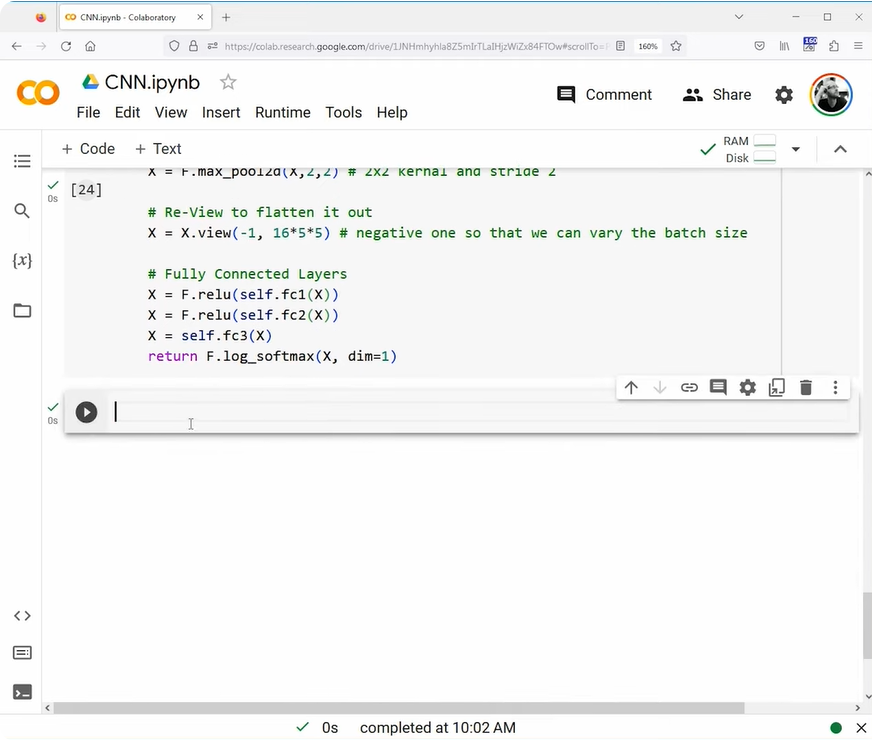 CNN.ipynb - Colaboratory
https://colab.research.google.com/drive/
160%
160
CO
CNN.ipynb
Comment
Share
File Edit View Insert Runtime Tools Help
+ Code + Text
RAM
Disk
X = F.max_pool2d(X,2,2) # 2x2 kernal and stride 2
0s
[24]
# Re-View to flatten it out
X = X.view(-1, 16*5*5) # negative one so that we can vary the batch size
{x}
# Fully Connected Layers
X = F.relu(self.fc1(X))
X = F.relu(self.fc2(X))
X = self.fc3(X)
return F.log_softmax(X, dim=1)
0s
0s completed at 10:02 AM